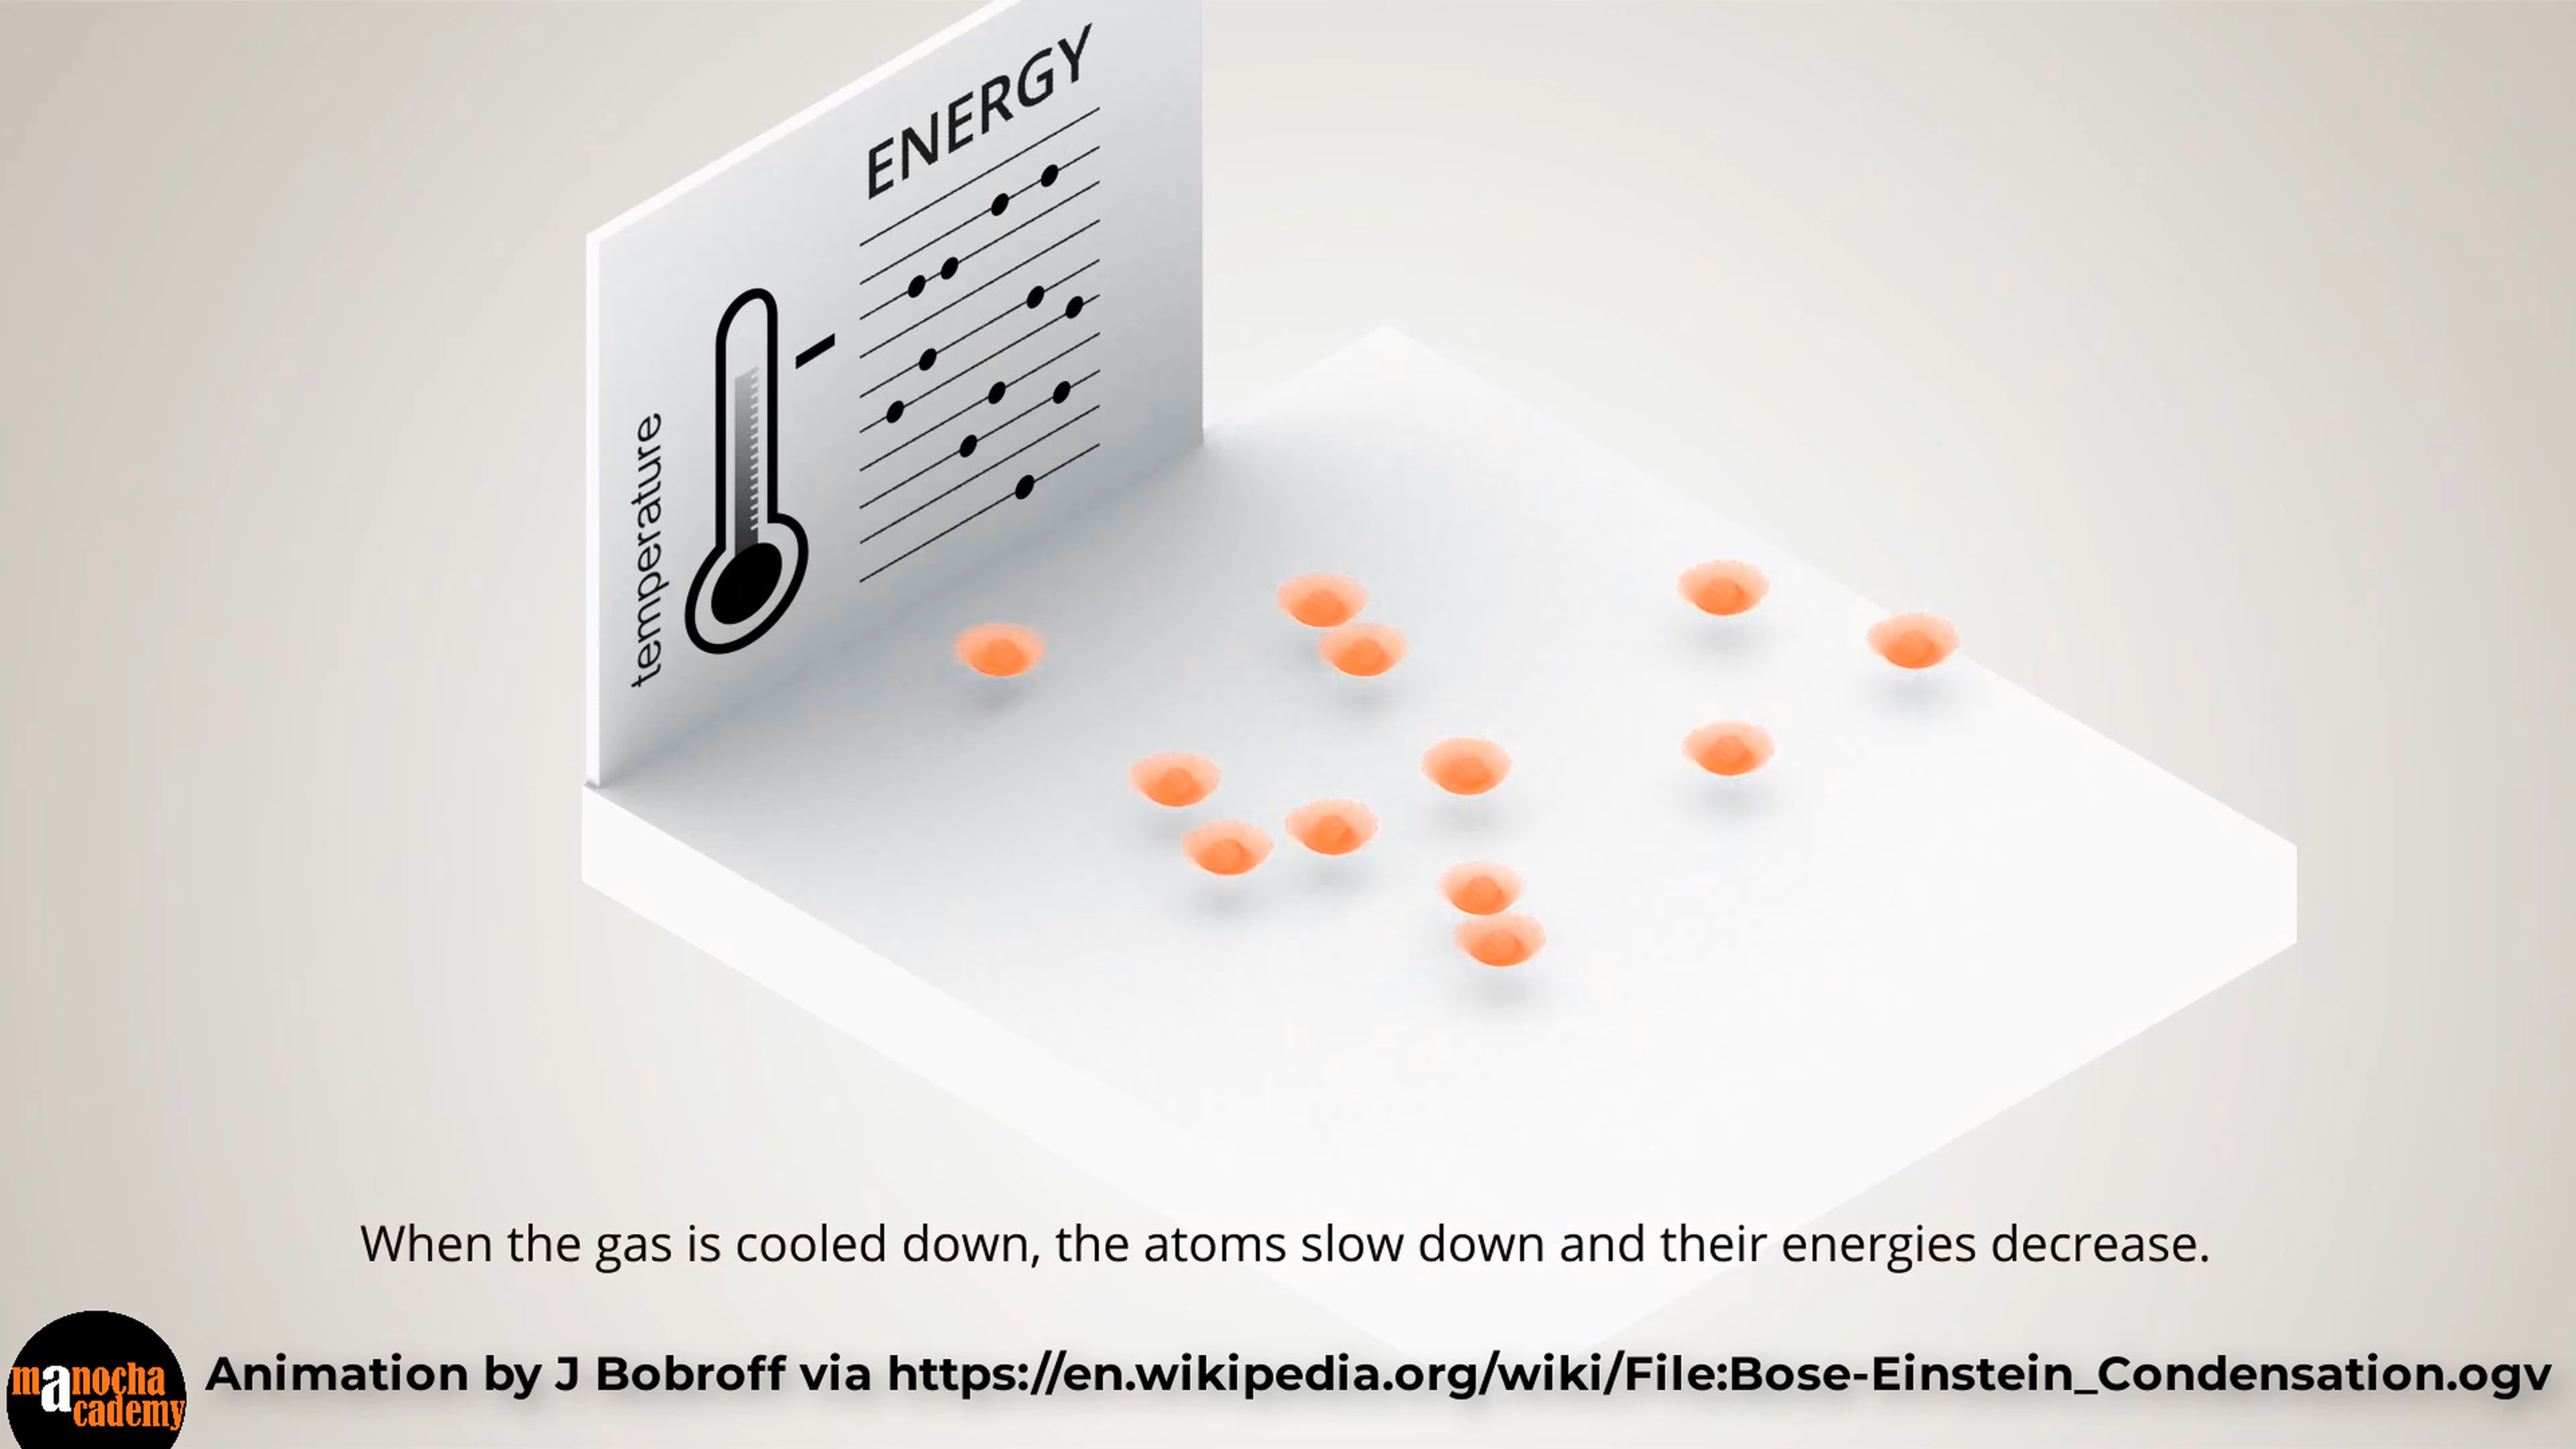 ENERGY
temperature
When the gas is cooled down, the atoms slow down and their energies decrease.
manocha
academy
Animation by J Bobroff via https://en.wikipedia.org/wiki/File:Bose-Einstein_Condensation.ogv